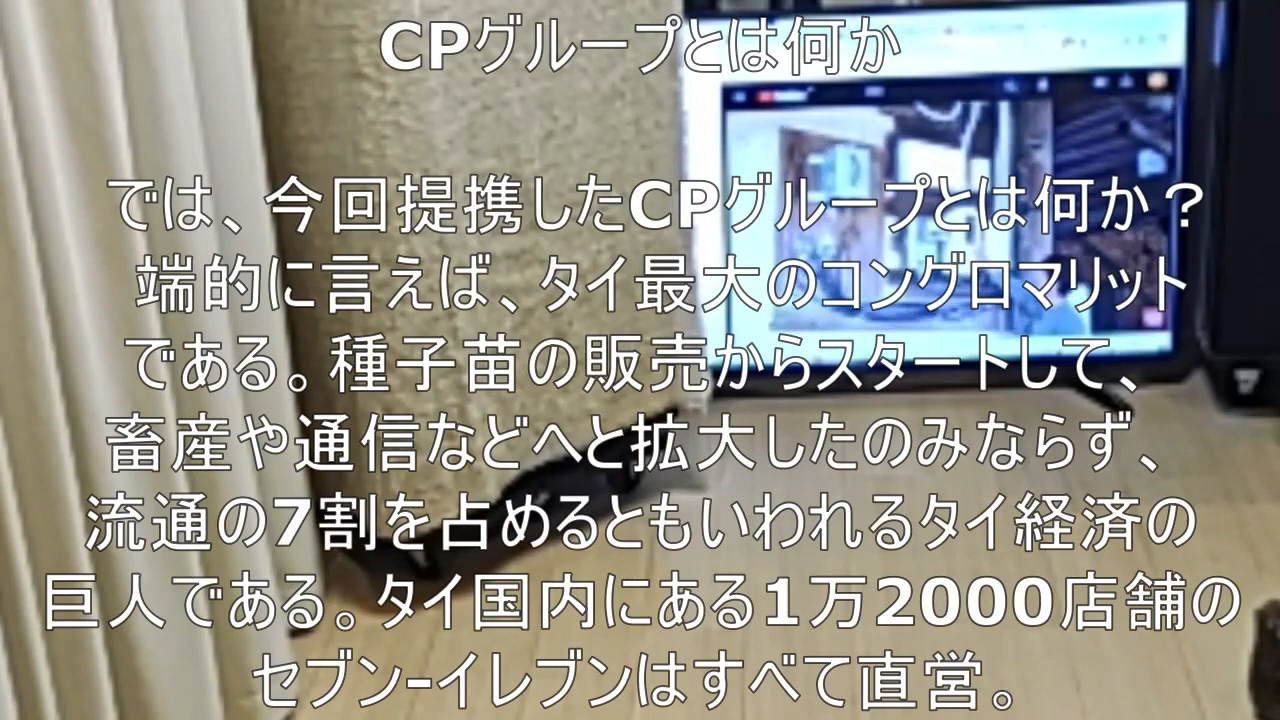 CPグループとは何か
では、今回提携したCPグループとは何か？
端的に言えば、タイ最大のコングロマリット
である。種子苗の販売からスタートして、
畜産や通信などへと拡大したのみならず、
流通の7割を占めるともいわれるタイ経済の
巨人である。タイ国内にある1万2000店舗の
セブン-イレブンはすべて直営。